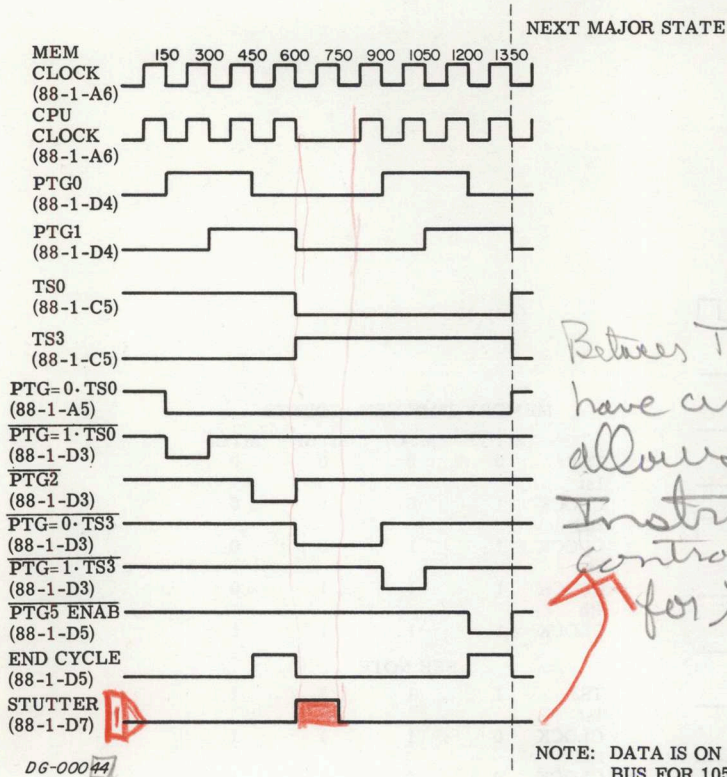 NEXT MAJOR STATE
150 300 450 600 750 900 1050 1200 1350
MEM
CLOCK
(88-1-A6)
CPU
CLOCK
(88-1-A6)
PTG0
(88-1-D4)
PTG1
(88-1-D4)
TS0
(88-1-C5)
TS3
(88-1-C5)
PTG=0·TS0
(88-1-A5)
PTG=1·TS0
(88-1-D3)
PTG2
(88-1-D3)
PTG=0·TS3
(88-1-D3)
PTG=1·TS3
(88-1-D3)
PTG5 ENAB
(88-1-D5)
END CYCLE
(88-1-D5)
STUTTER
(88-1-D7)
Between T
have
allows
Instr
contro
for
DG-00044
NOTE: DATA IS ON
BUS FOR 105